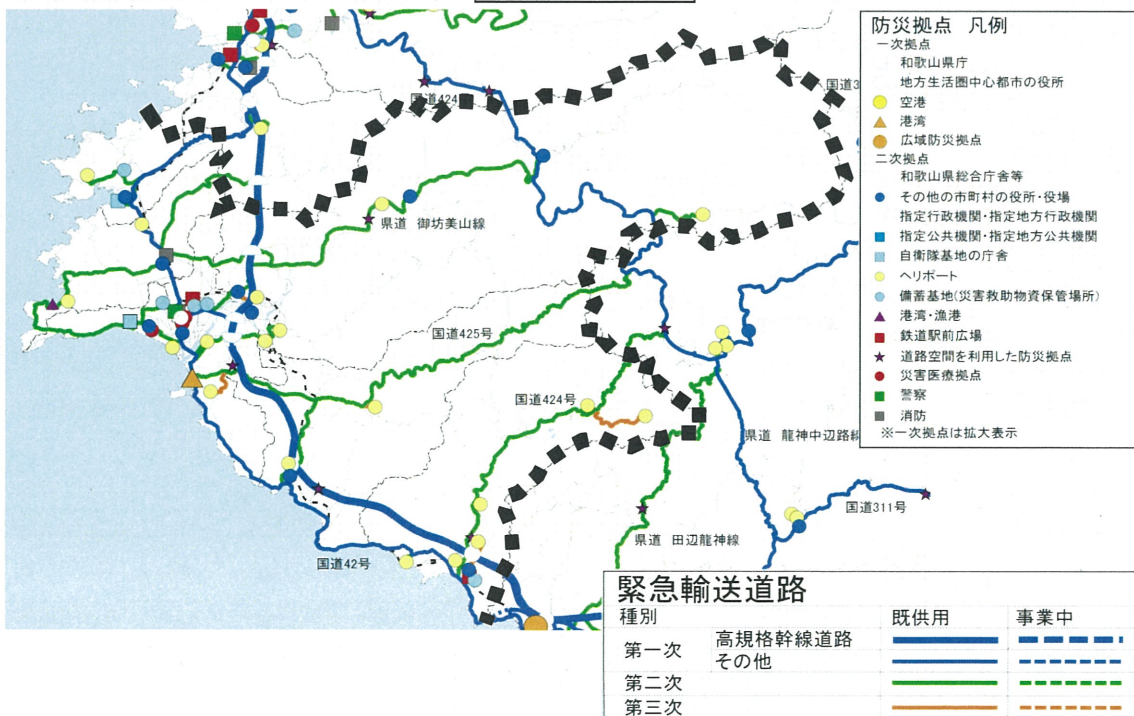 防災拠点 凡例
一次拠点
和歌山県庁
地方生活圏中心都市の役所
空港
港湾
広域防災拠点
二次拠点
和歌山県総合庁舎等
その他の市町村の役所・役場
指定行政機関・指定地方行政機関
指定公共機関・指定地方公共機関
自衛隊基地の庁舎
ヘリポート
備蓄基地(災害救助物資保管場所)
港湾・漁港
鉄道駅前広場
道路空間を利用した防災拠点
災害医療拠点
警察
消防
※一次拠点は拡大表示
国道424
国道3
県道 御坊美山線
国道425号
国道424号
県道 龍神中辺路線
国道311号
県道 田辺龍神線
国道42号
緊急輸送道路
種別 既供用 事業中
第一次 高規格幹線道路
その他
第二次
第三次